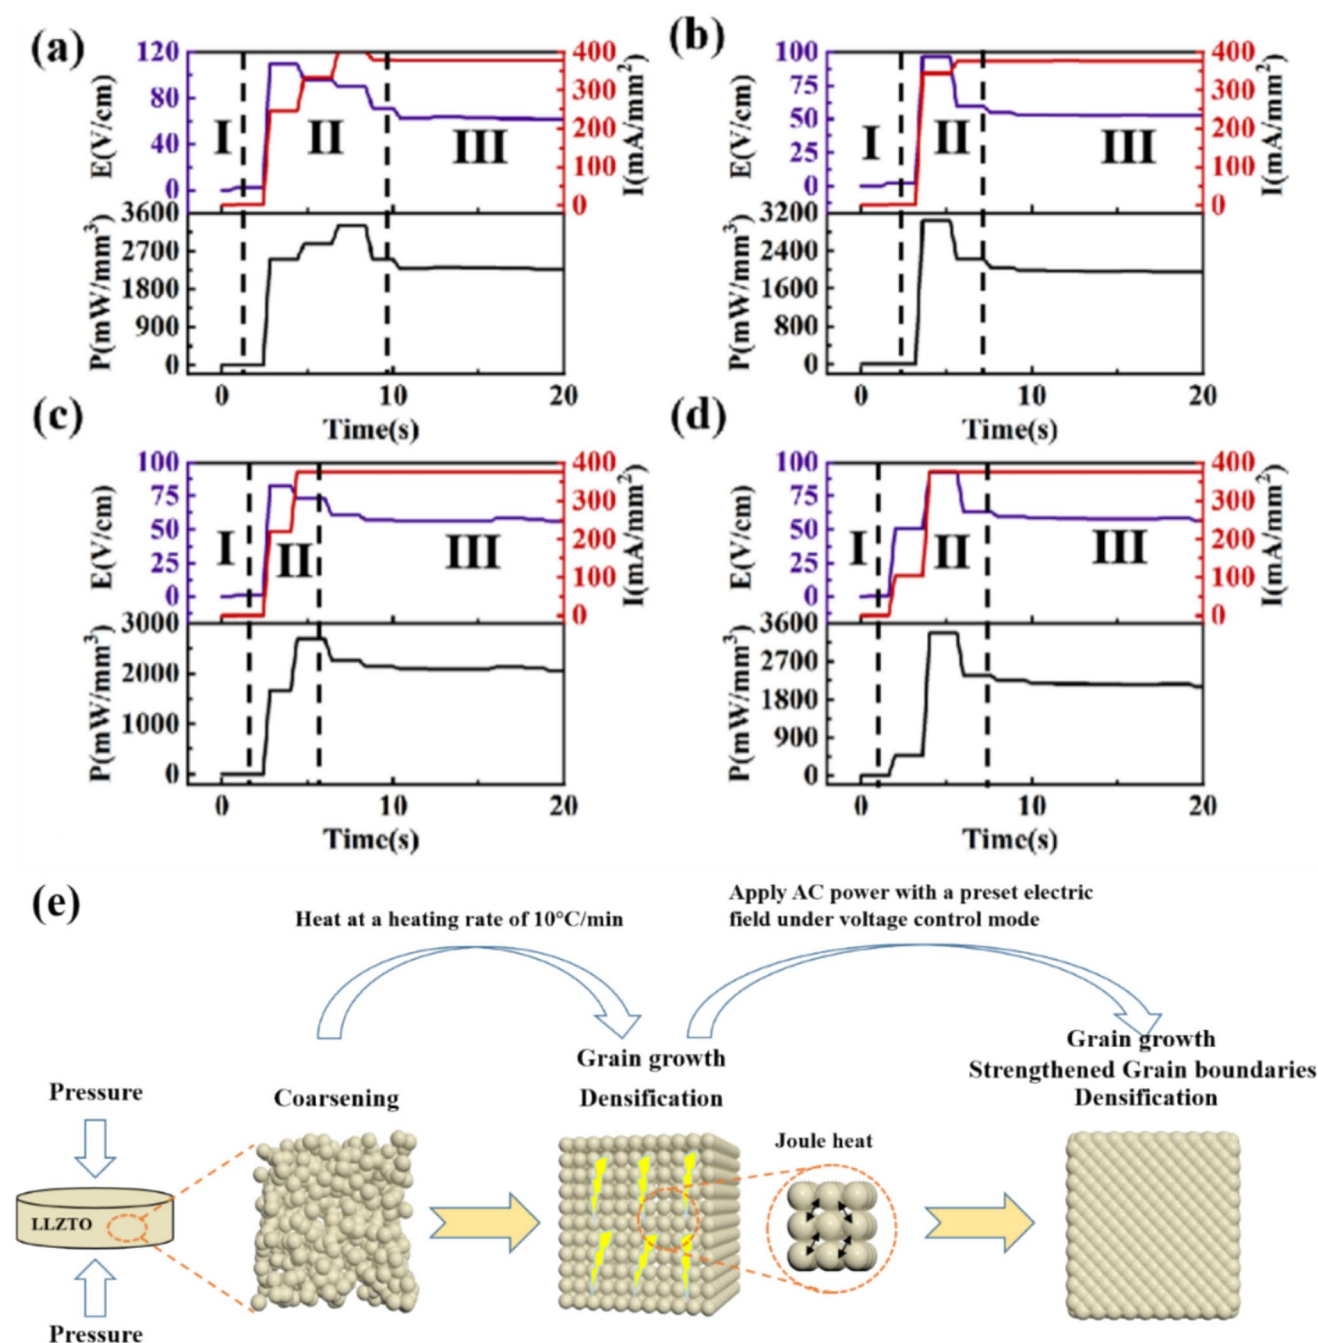 (a)
120
80
40
0
E(V/cm)
I
II
III
400
300
200
100
0
I(mA/mm²)
3600
2700
1800
900
0
P(mW/mm³)
0
10
20
Time(s)
(b)
100
75
50
25
0
E(V/cm)
I
II
III
400
300
200
100
0
I(mA/mm²)
3200
2400
1600
800
0
P(mW/mm³)
0
10
20
Time(s)
(c)
100
75
50
25
0
E(V/cm)
I
II
III
400
300
200
100
0
I(mA/mm²)
3000
2000
1000
0
P(mW/mm³)
0
10
20
Time(s)
(d)
100
75
50
25
0
E(V/cm)
I
II
III
400
300
200
100
0
I(mA/mm²)
3600
2700
1800
900
0
P(mW/mm³)
0
10
20
Time(s)
(e)
Heat at a heating rate of 10°C/min
Apply AC power with a preset electric
field under voltage control mode
Pressure
LLZTO
Pressure
Coarsening
Grain growth
Densification
Joule heat
Grain growth
Strengthened Grain boundaries
Densification